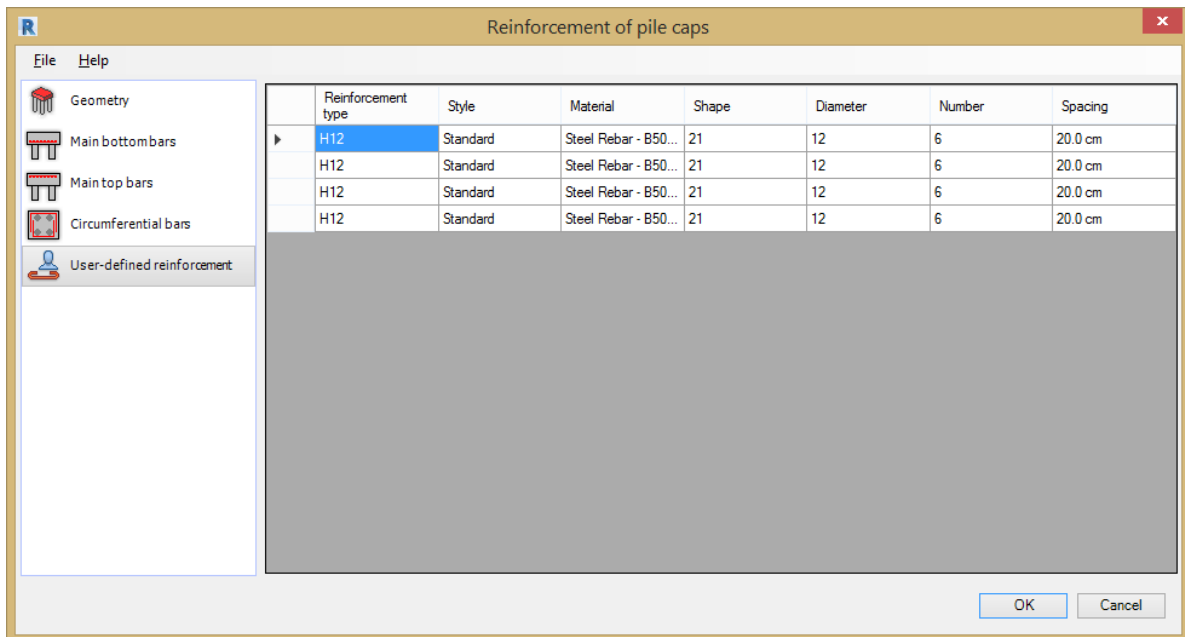 R
Reinforcement of pile caps
x
File Help
Geometry
Main bottom bars
Main top bars
Circumferential bars
User-defined reinforcement
Reinforcement type Style Material Shape Diameter Number Spacing
H12 Standard Steel Rebar - B50... 21 12 6 20.0 cm
H12 Standard Steel Rebar - B50... 21 12 6 20.0 cm
H12 Standard Steel Rebar - B50... 21 12 6 20.0 cm
H12 Standard Steel Rebar - B50... 21 12 6 20.0 cm
OK Cancel